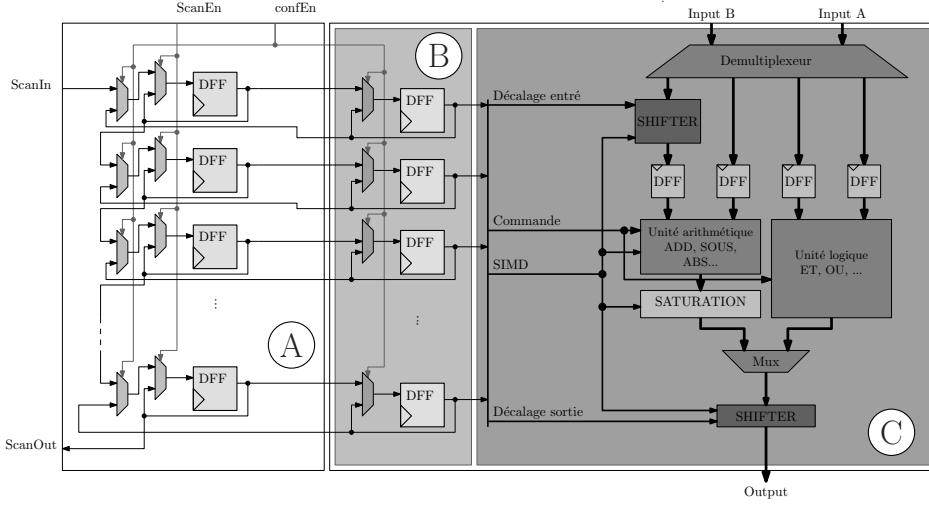 ScanEn
confEn
Input B
Input A
ScanIn
DFF
DFF
B
Demultiplexeur
Décalage entré
SHIFTER
DFF
DFF
DFF
DFF
DFF
DFF
DFF
DFF
Commande
Unité arithmétique
ADD, SOUS,
ABS...
Unité logique
ET, OU, ...
SIMD
SATURATION
...
...
A
Mux
DFF
DFF
Décalage sortie
SHIFTER
C
ScanOut
Output